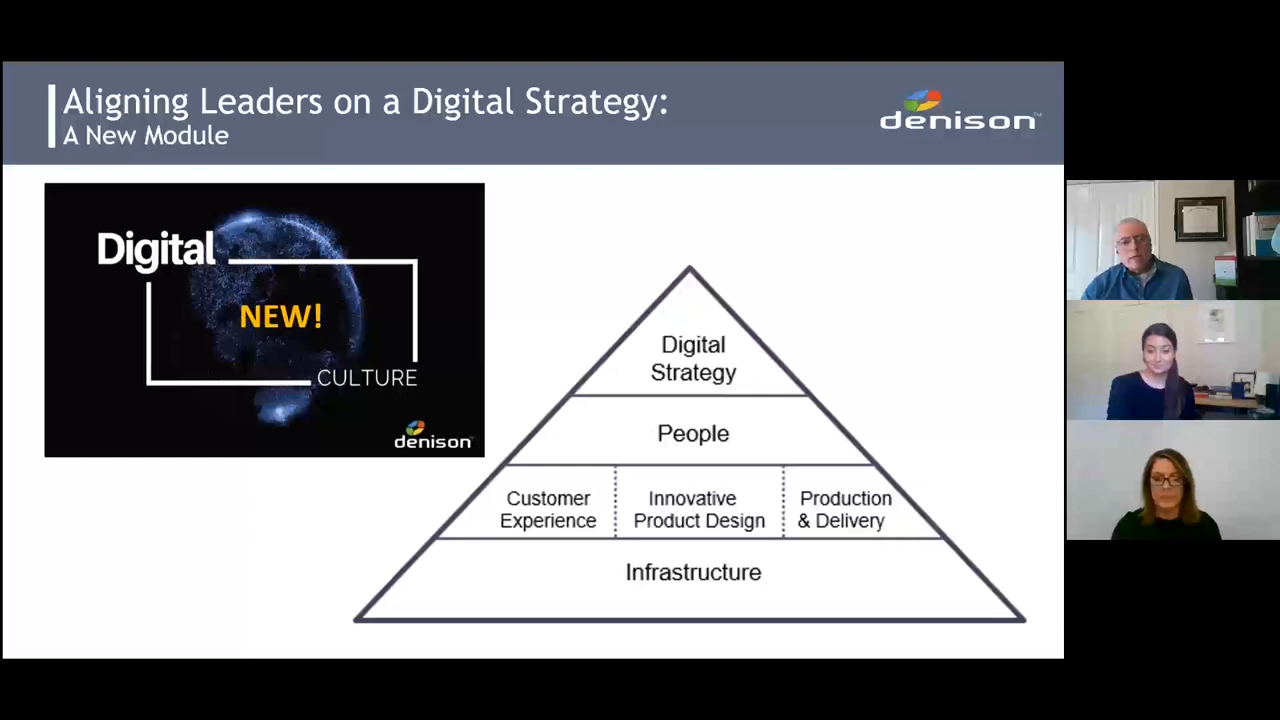 Aligning Leaders on a Digital Strategy:
A New Module
denison™
Digital
NEW!
CULTURE
denison
Digital
Strategy
People
Customer
Experience
Innovative
Product Design
Production
& Delivery
Infrastructure